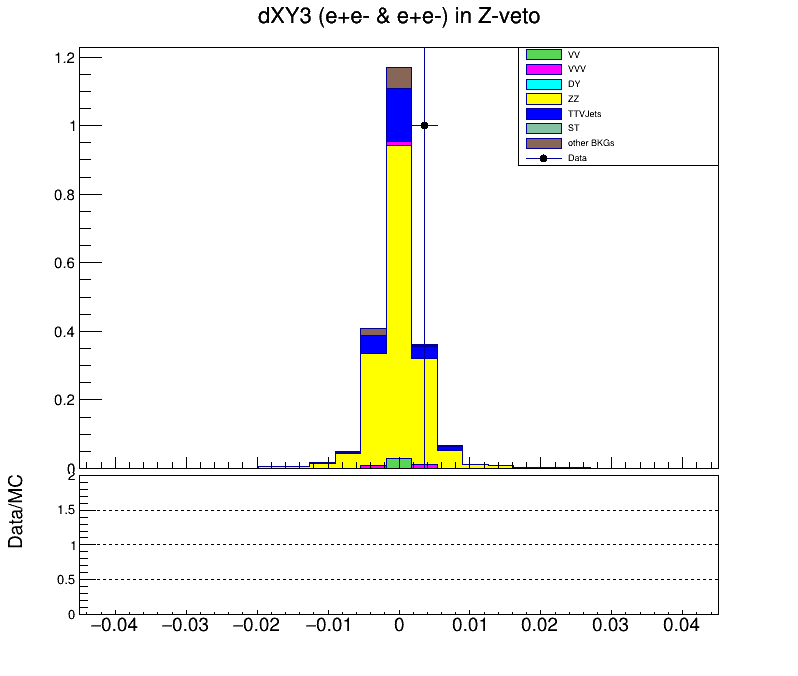 dXY3 (e+e- & e+e-) in Z-veto
1.2
1
0.8
0.6
0.4
0.2
0
VV
VVV
DY
ZZ
TTVJets
ST
other BKGs
Data
Data/MC
2
1.5
1
0.5
0
−0.04 −0.03 −0.02 −0.01 0 0.01 0.02 0.03 0.04